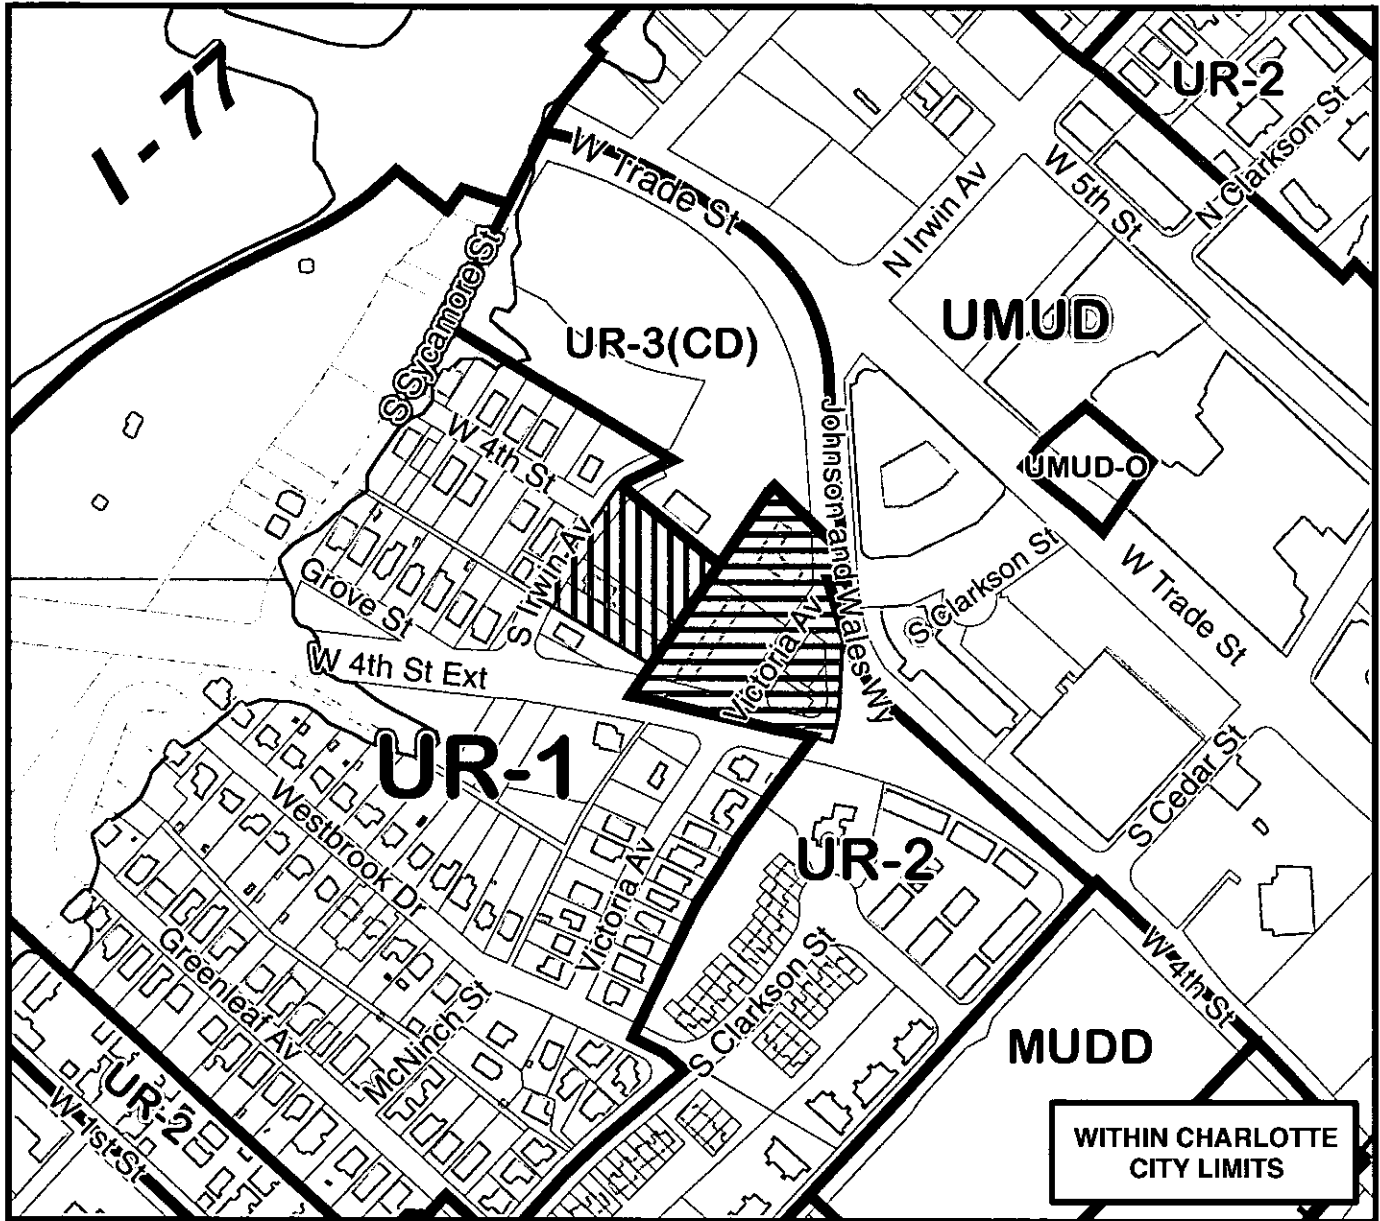 I - 77
UR-2
N Clarkson St
W Trade St
W 5th St
N Irwin Av
S Sycamore St
UMUD
UR-3(CD)
Johnson and Wales Wy
W 4th St
UMUD-O
S Irwin Av
Grove St
S Clarkson St
W Trade St
Victoria Av
W 4th St Ext
UR-1
S Cedar St
Westbrook Dr
UR-2
Victoria Av
Greenleaf Av
S Clarkson St
W 4th St
McNinch St
MUDD
UR-2
W 1st St
WITHIN CHARLOTTE
CITY LIMITS